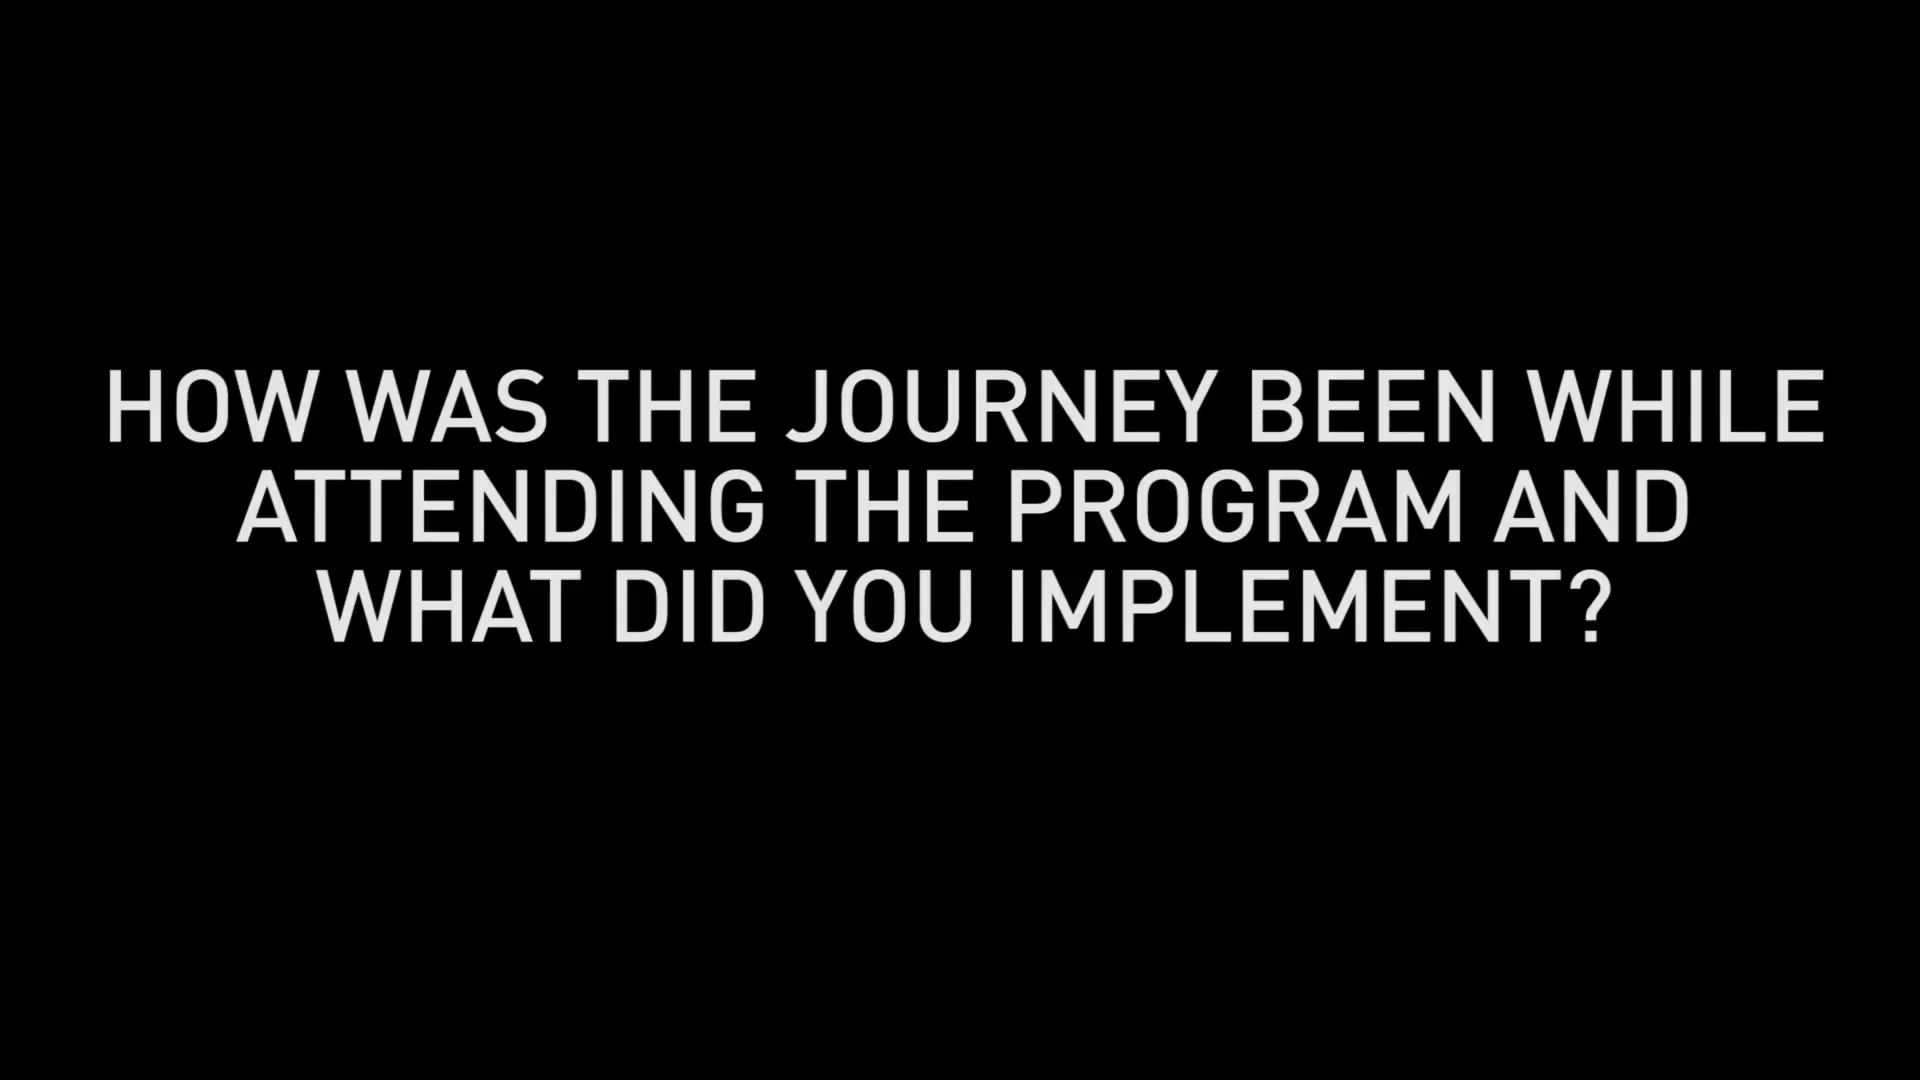 HOW WAS THE JOURNEY BEEN WHILE
ATTENDING THE PROGRAM AND
WHAT DID YOU IMPLEMENT?